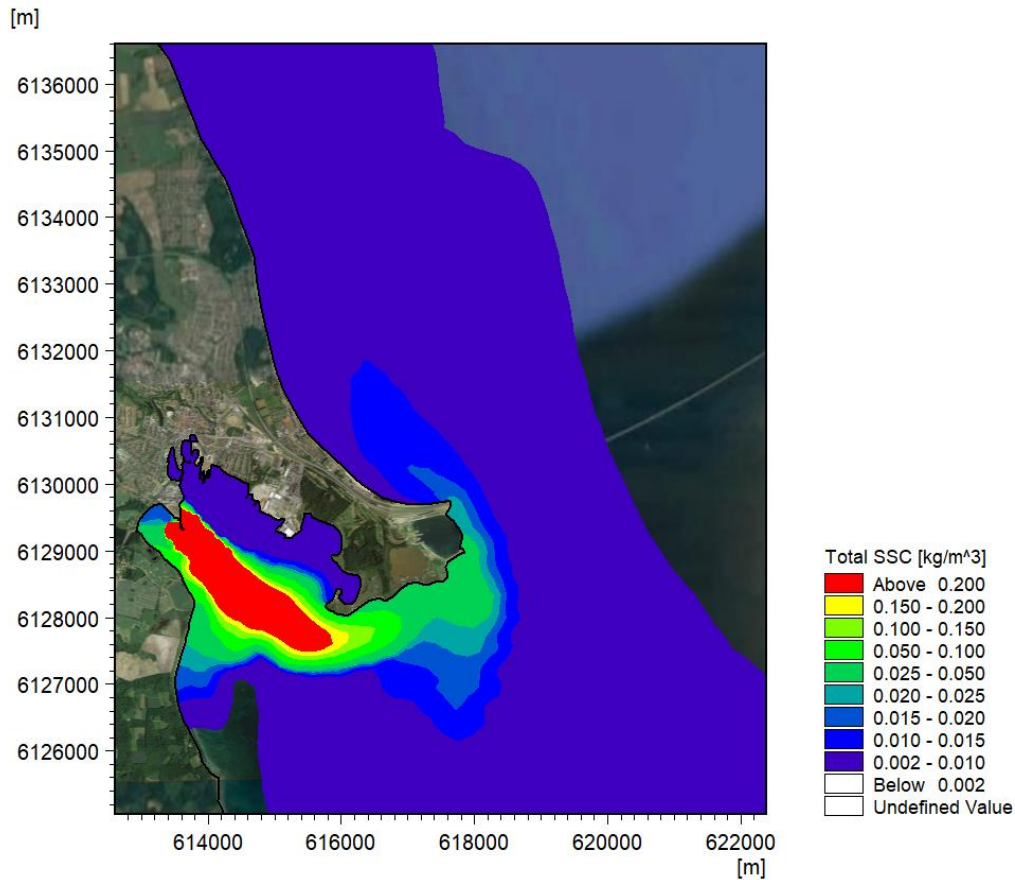 [m]
6136000
6135000
6134000
6133000
6132000
6131000
6130000
6129000
6128000
6127000
6126000
614000 616000 618000 620000 622000
[m]
Total SSC [kg/m^3]
Above 0.200
0.150 - 0.200
0.100 - 0.150
0.050 - 0.100
0.025 - 0.050
0.020 - 0.025
0.015 - 0.020
0.010 - 0.015
0.002 - 0.010
Below 0.002
Undefined Value